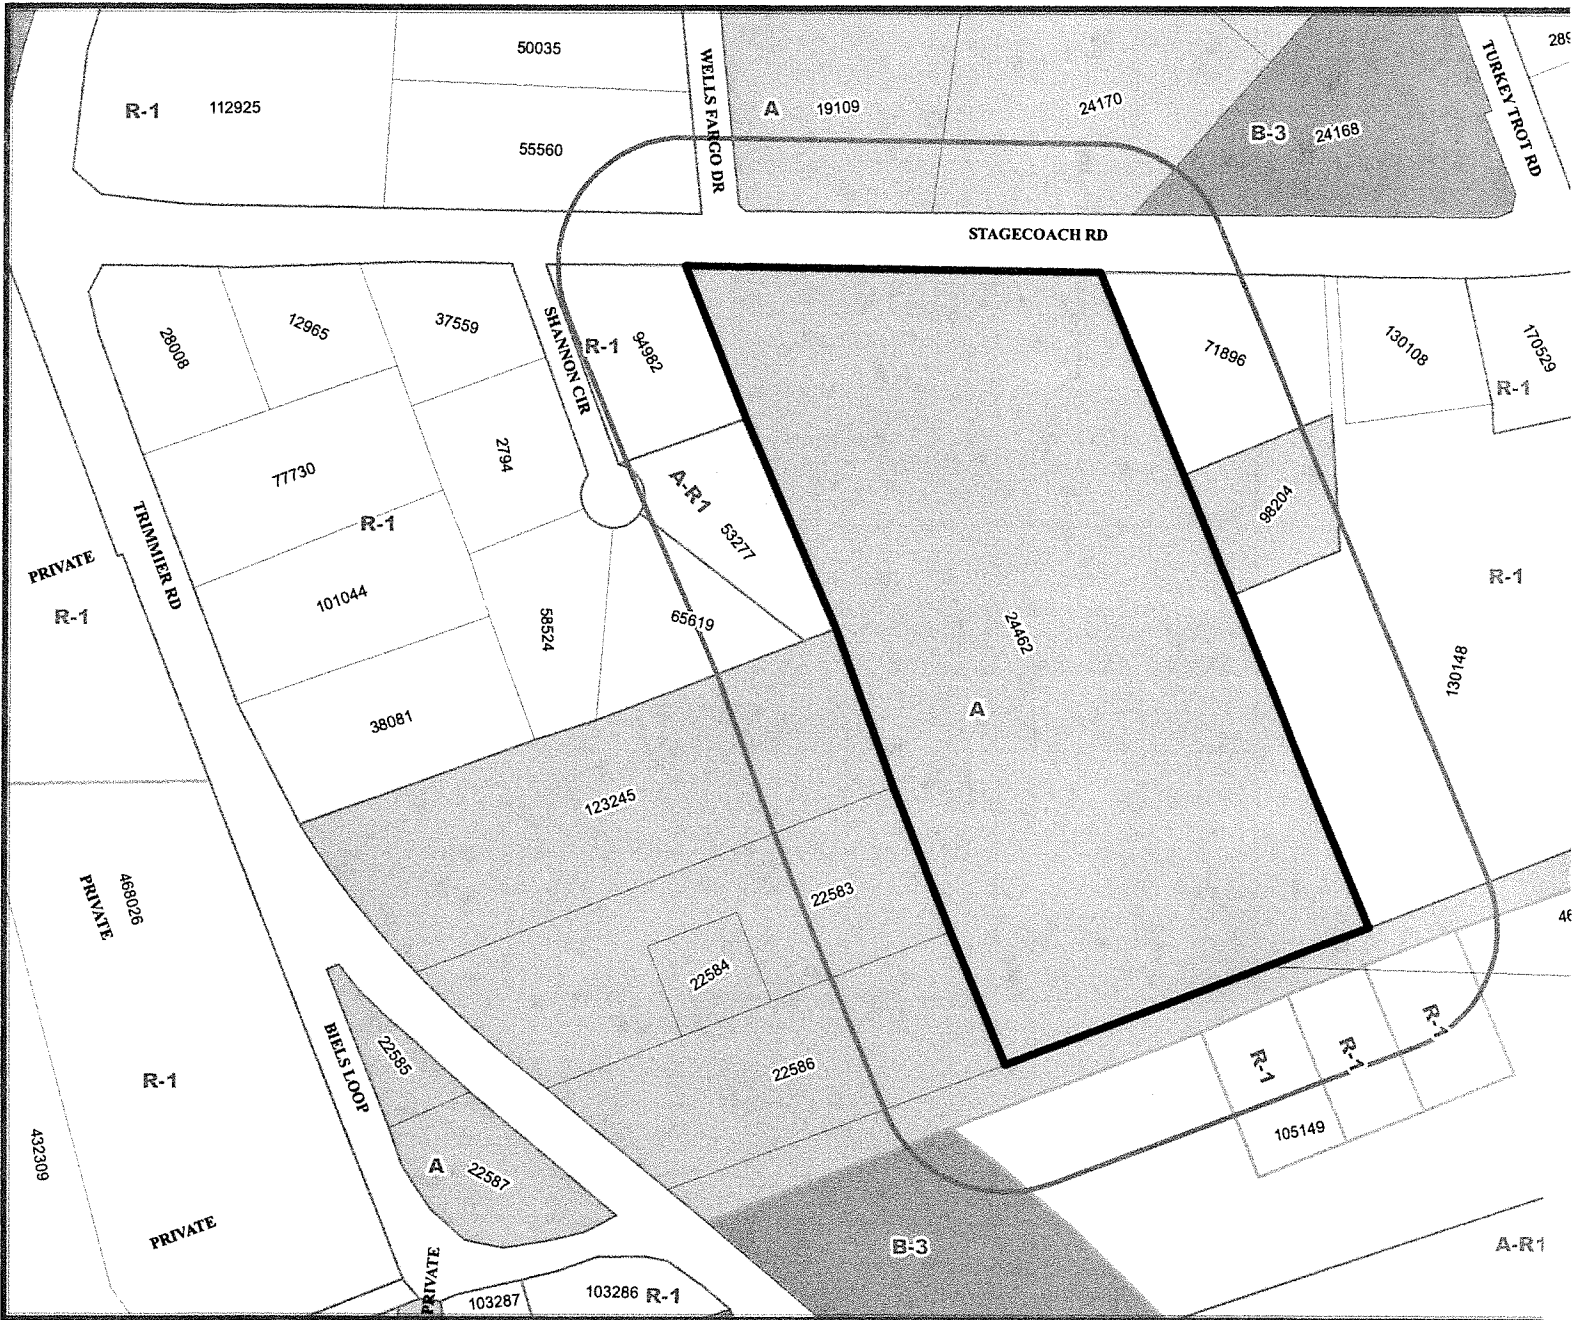 50035
289
R-1 112925
WELLS FARGO DR
A 19109
24170
B-3 24168
TURKEY TROT RD
55560
STAGECOACH RD
28008
12965
37559
SHANNON CIR
R-1
94982
71896
130108
170529
R-1
77730
2794
A-R1
53277
98204
R-1
TRIMMIER RD
PRIVATE
R-1
101044
58524
65619
24462
R-1
130148
38081
A
123245
468026
PRIVATE
22583
46
22584
BIELS LOOP
22585
22586
R-1
R-1
R-1
R-1
105149
432309
A
22587
PRIVATE
PRIVATE
B-3
A-R1
103287
103286 R-1